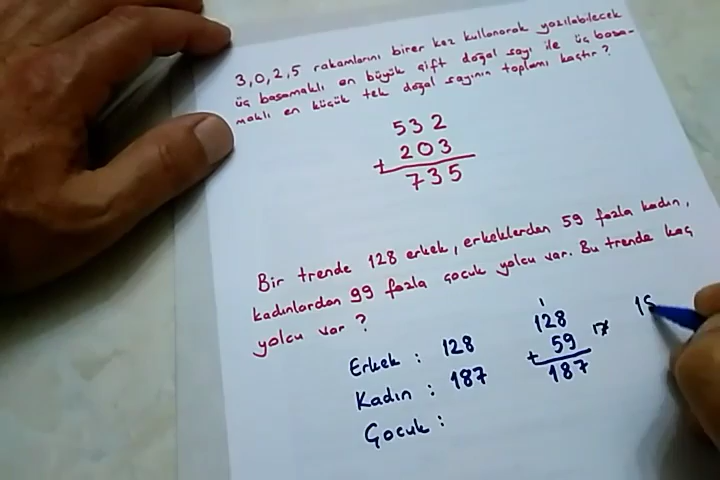 3,0,2,5 rakamlarını birer kez kullanarak yazılabilecek
üç basamaklı en büyük çift doğal sayı ile üç basa-
maklı en küçük tek doğal sayının toplamı kaçtır?
532
+ 203
735
Bir trende 128 erkek, erkeklerden 59 fazla kadın,
kadınlardan 99 fazla çocuk yolcu var. Bu trende kaç
yolcu var?
Erkek : 128
Kadın : 187
Çocuk :
1
128
+ 59 17
187